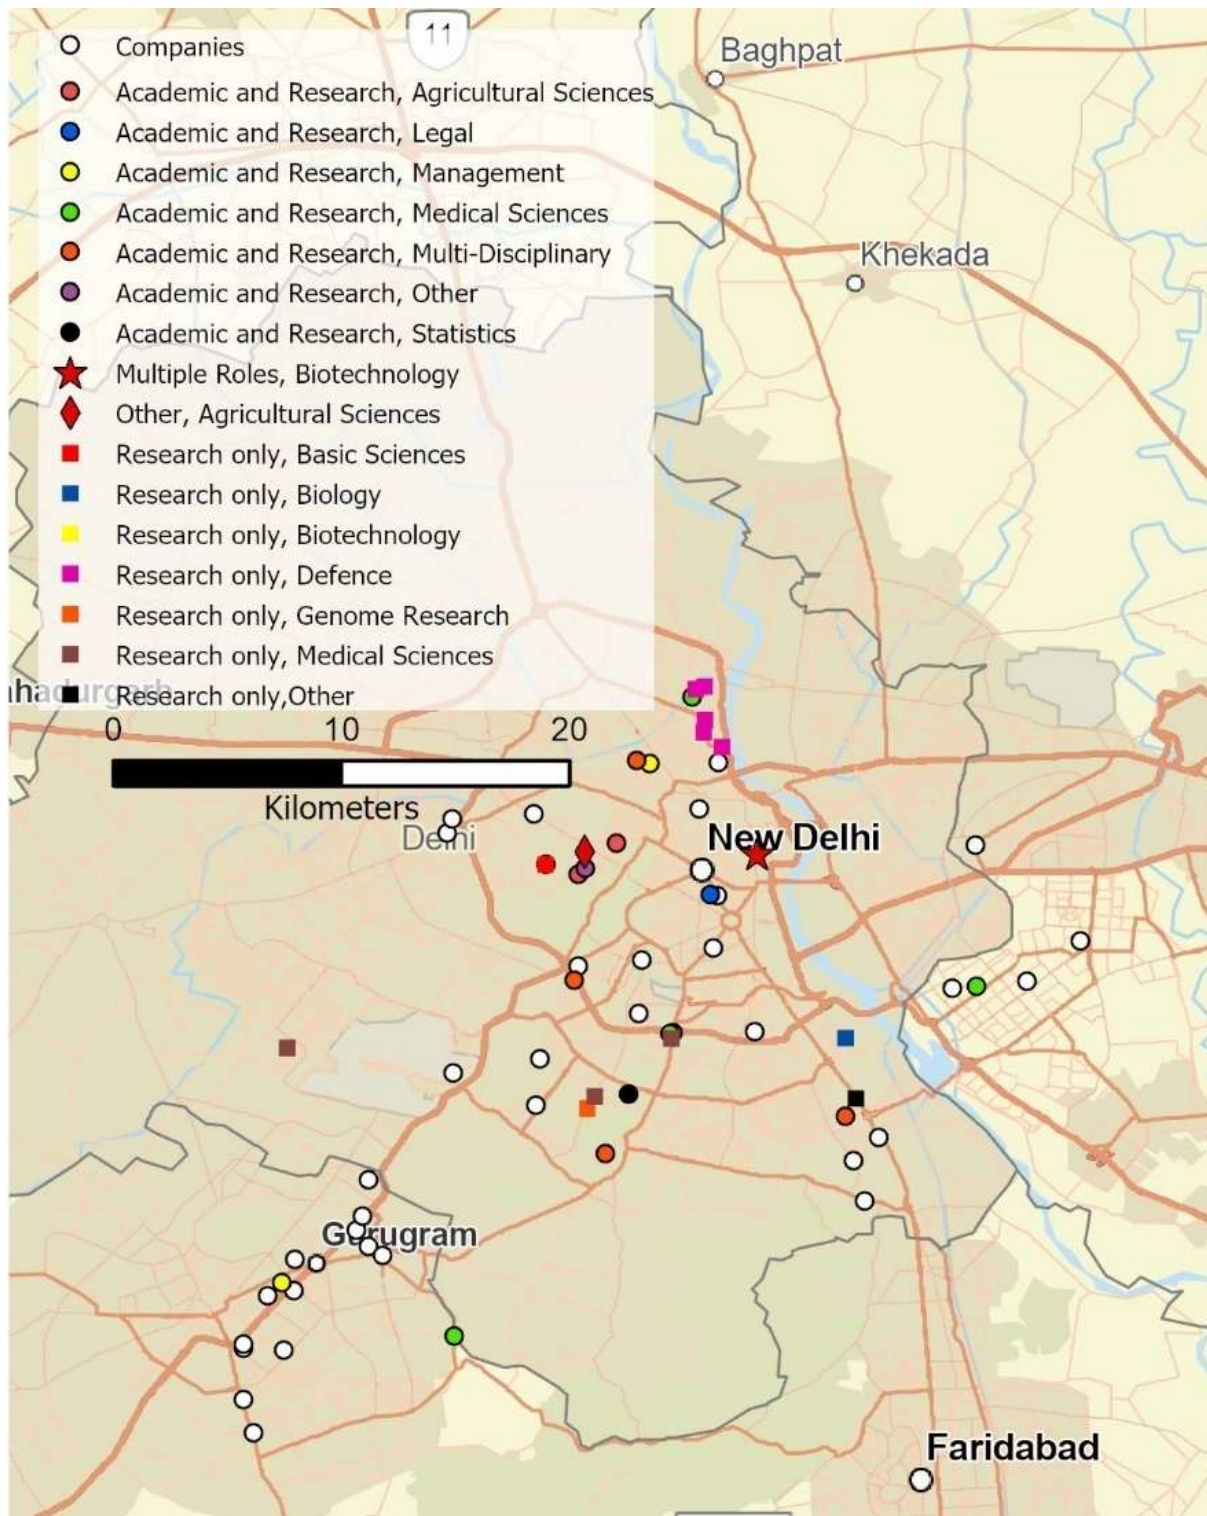 11
Companies
Academic and Research, Agricultural Sciences
Academic and Research, Legal
Academic and Research, Management
Academic and Research, Medical Sciences
Academic and Research, Multi-Disciplinary
Academic and Research, Other
Academic and Research, Statistics
Multiple Roles, Biotechnology
Other, Agricultural Sciences
Research only, Basic Sciences
Research only, Biology
Research only, Biotechnology
Research only, Defence
Research only, Genome Research
Research only, Medical Sciences
Research only,Other
Baghpat
Khekada
ahadurgarh
0 10 20
Kilometers
Delhi
New Delhi
Gurugram
Faridabad